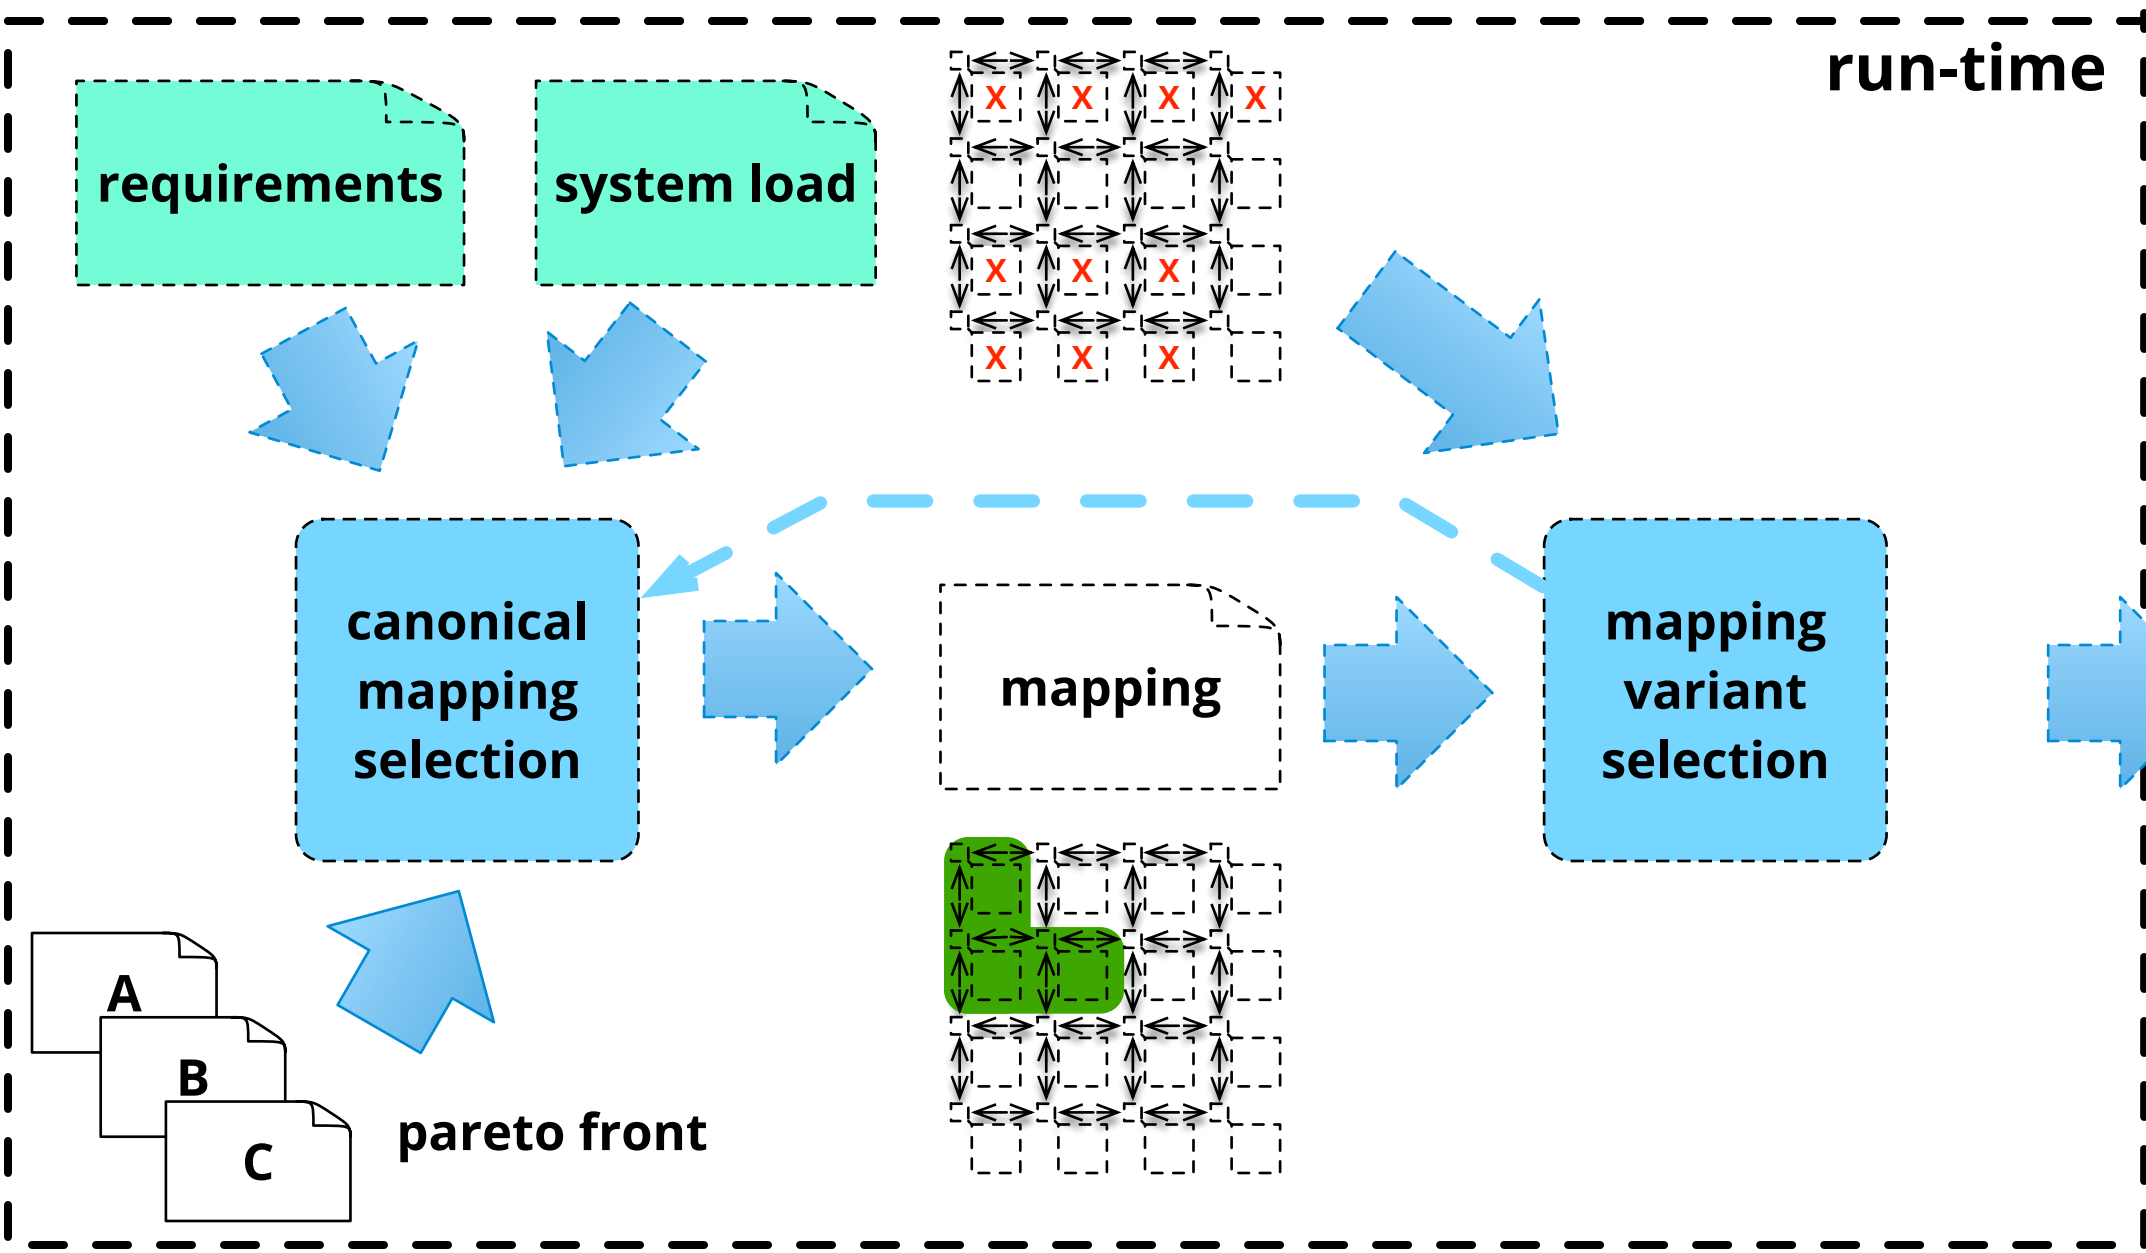 run-time
requirements
system load
X X X X
X X X
X X X
canonical
mapping
selection
mapping
mapping
variant
selection
A
B
C
pareto front